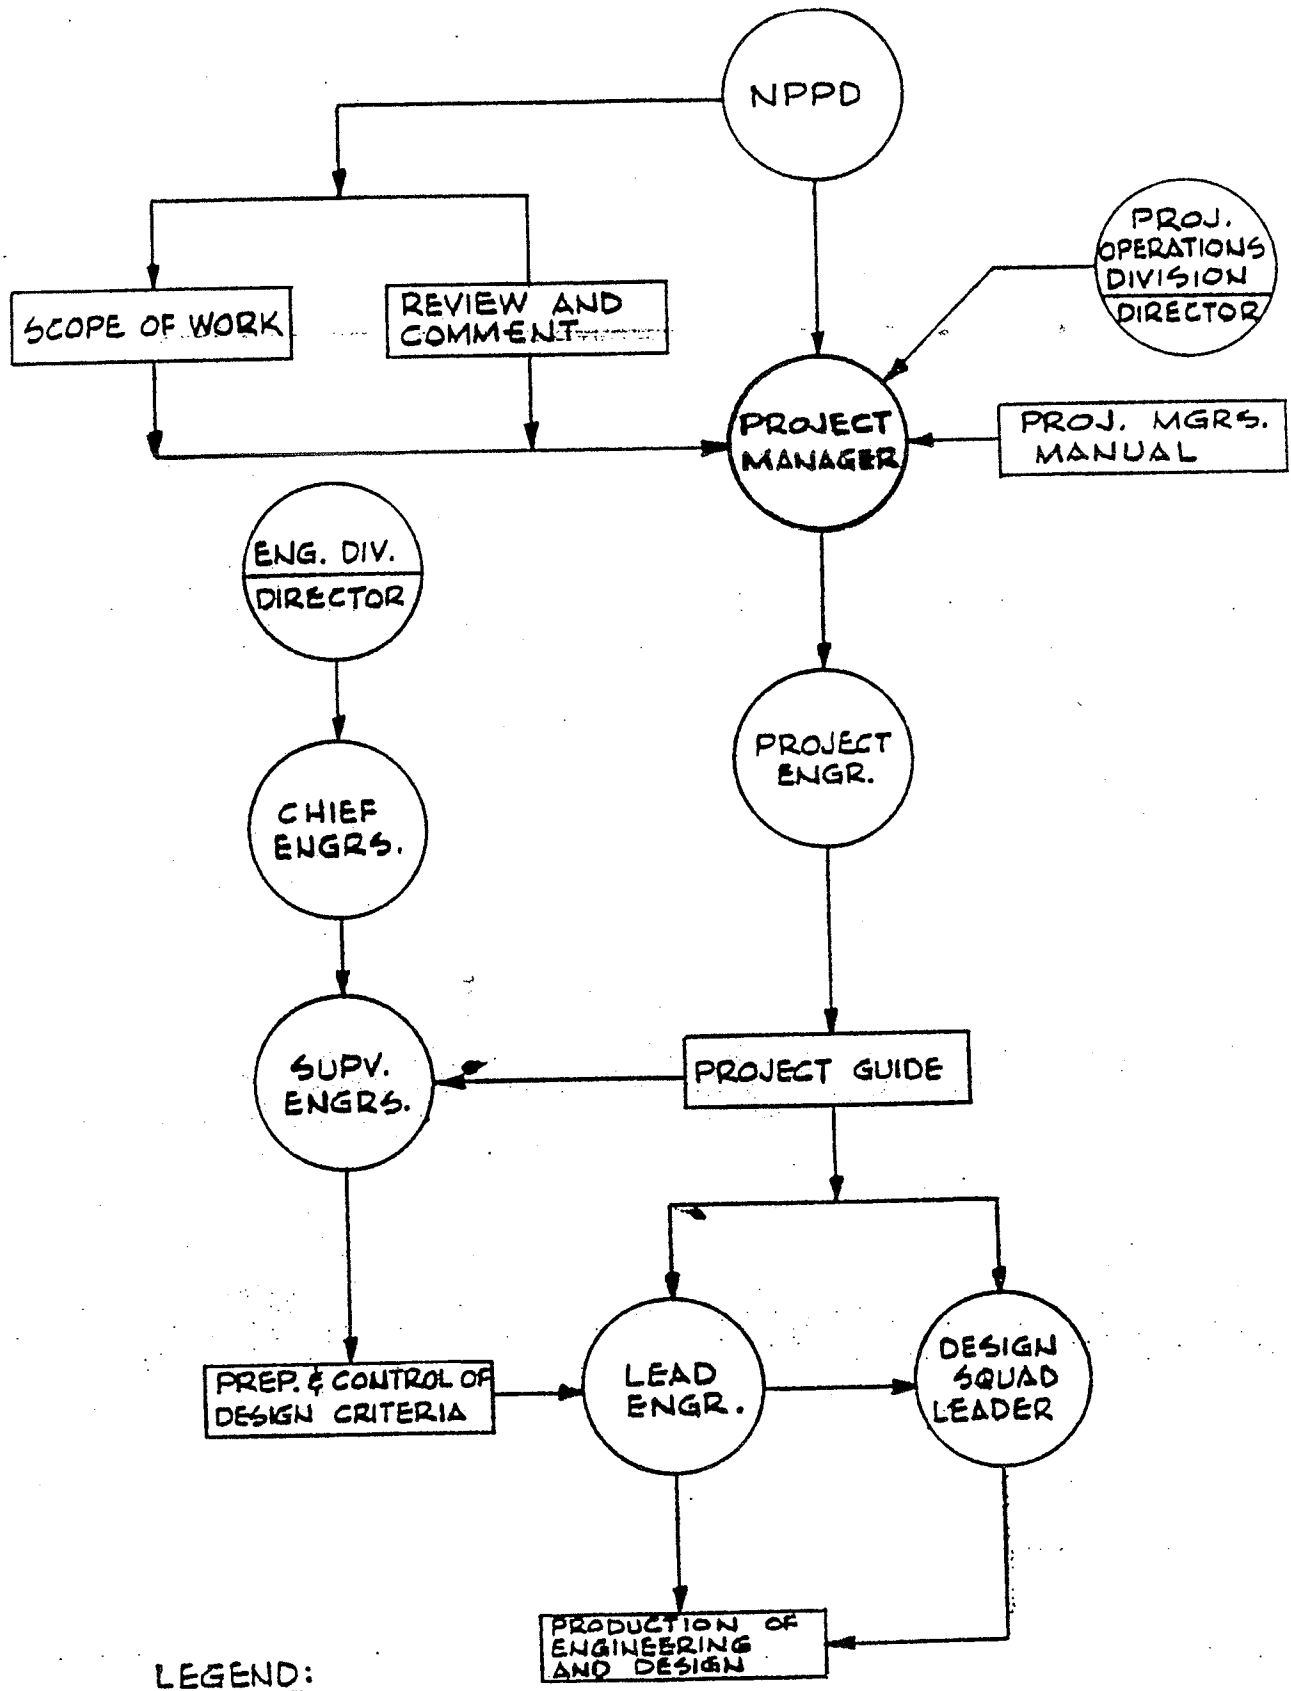 NPPD
PROJ.
OPERATIONS
DIVISION
DIRECTOR
SCOPE OF WORK
REVIEW AND
COMMENT
PROJECT
MANAGER
PROJ. MGRS.
MANUAL
ENG. DIV.
DIRECTOR
PROJECT
ENGR.
CHIEF
ENGRS.
SUPV.
ENGRS.
PROJECT GUIDE
PREP. & CONTROL OF
DESIGN CRITERIA
LEAD
ENGR.
DESIGN
SQUAD
LEADER
PRODUCTION OF
ENGINEERING
AND DESIGN
LEGEND: